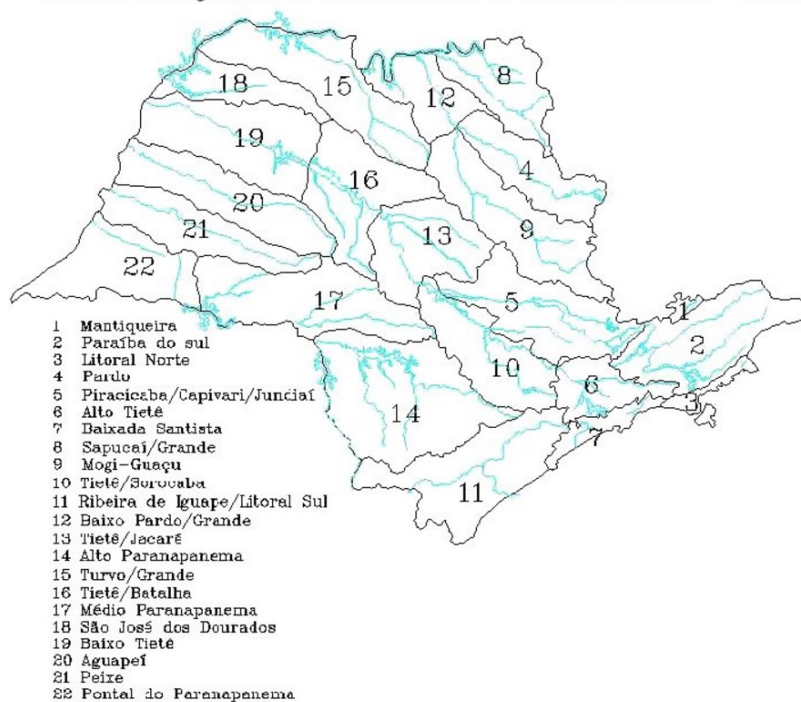 18
15
12
8
19
16
4
20
13
9
21
22
17
5
1
2
10
6
3
14
7
11
1 Mantiqueira
2 Paraíba do sul
3 Litoral Norte
4 Pardo
5 Piracicaba/Capivari/Jundiaí
6 Alto Tietê
7 Baixada Santista
8 Sapucaí/Grande
9 Mogi-Guaçu
10 Tietê/Sorocaba
11 Ribeira de Iguape/Litoral Sul
12 Baixo Pardo/Grande
13 Tietê/Jacaré
14 Alto Paranapanema
15 Turvo/Grande
16 Tietê/Batalha
17 Médio Paranapanema
18 São José dos Dourados
19 Baixo Tietê
20 Aguapeí
21 Peixe
22 Pontal do Paranapanema